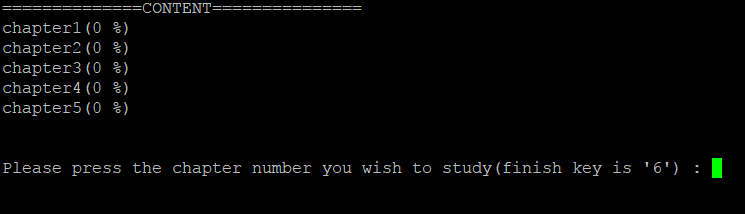 ==============CONTENT===============
chapter1(0 %)
chapter2(0 %)
chapter3(0 %)
chapter4(0 %)
chapter5(0 %)
Please press the chapter number you wish to study(finish key is '6') :